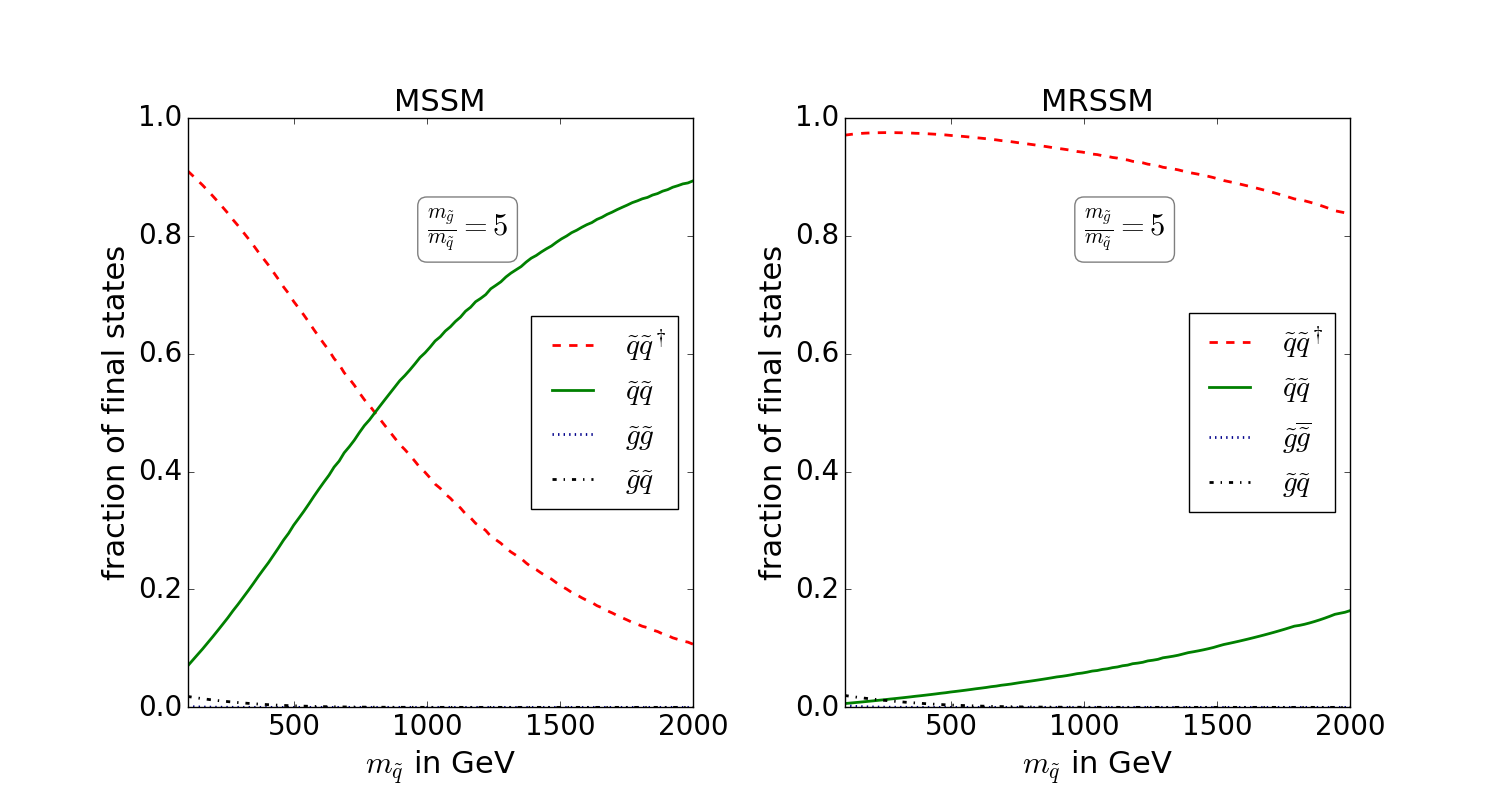 MSSM
1.0
0.8
0.6
0.4
0.2
0.0
fraction of final states
m_g̃/m_q̃ = 5
q̃q̃†
q̃q̃
g̃g̃
g̃q̃
500
1000
1500
2000
m_q̃ in GeV
MRSSM
1.0
0.8
0.6
0.4
0.2
0.0
fraction of final states
m_g̃/m_q̃ = 5
q̃q̃†
q̃q̃
g̃g̃̅
g̃q̃
500
1000
1500
2000
m_q̃ in GeV